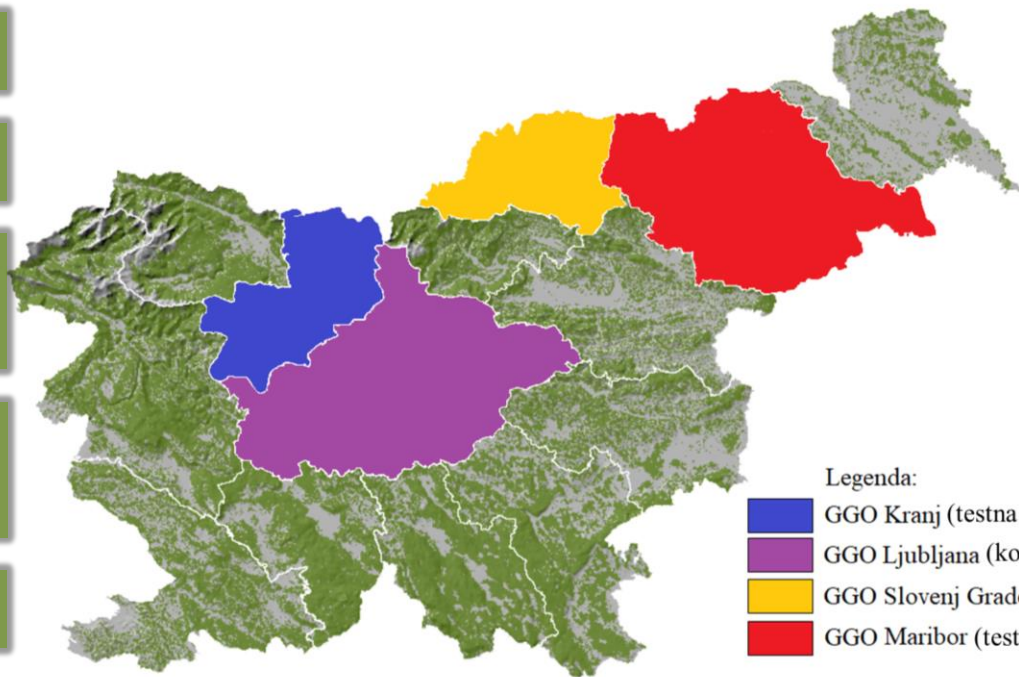 Legenda:
GGO Kranj (testna
GGO Ljubljana (ko
GGO Slovenj Grad
GGO Maribor (test